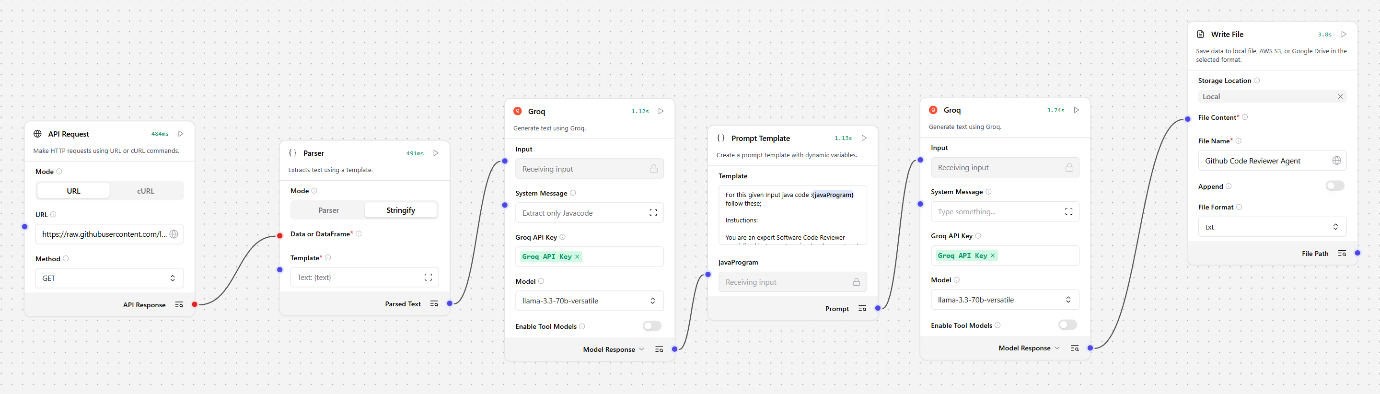 API Request
484ms
Make HTTP requests using URL or cURL commands.
Mode
URL
cURL
URL
https://raw.githubusercontent.com/l...
Method
GET
API Response
Parser
491ms
Extracts text using a template.
Mode
Parser
Stringify
Data or DataFrame*
Template*
Text: {text}
Parsed Text
Groq
1.12s
Generate text using Groq.
Input
Receiving input
System Message
Extract only Javacode
Groq API Key
Groq API Key
Model
llama-3.3-70b-versatile
Enable Tool Models
Model Response
Prompt Template
1.13s
Create a prompt template with dynamic variables.
Template
For this given Input java code :{javaProgram}
follow these;
Instuctions:
You are an expert Software Code Reviewer
javaProgram
Receiving input
Prompt
Groq
3.74s
Generate text using Groq.
Input
Receiving input
System Message
Type something...
Groq API Key
Groq API Key
Model
llama-3.3-70b-versatile
Enable Tool Models
Model Response
Write File
3.8s
Save data to local file, AWS S3, or Google Drive in the
selected format.
Storage Location
Local
File Content*
File Name*
Github Code Reviewer Agent
Append
File Format
txt
File Path